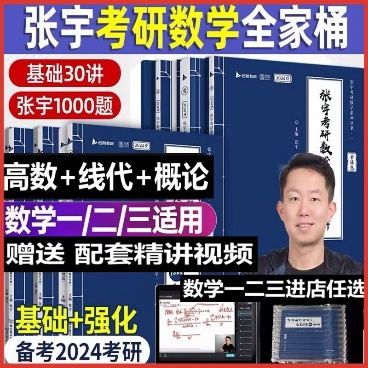 张宇考研数学全家桶
基础30讲
张宇1000题
张宇考研数学
高数+线代+概论
数学一/二/三适用
赠送 配套精讲视频
数学一二三进店任选
基础+强化
备考2024考研